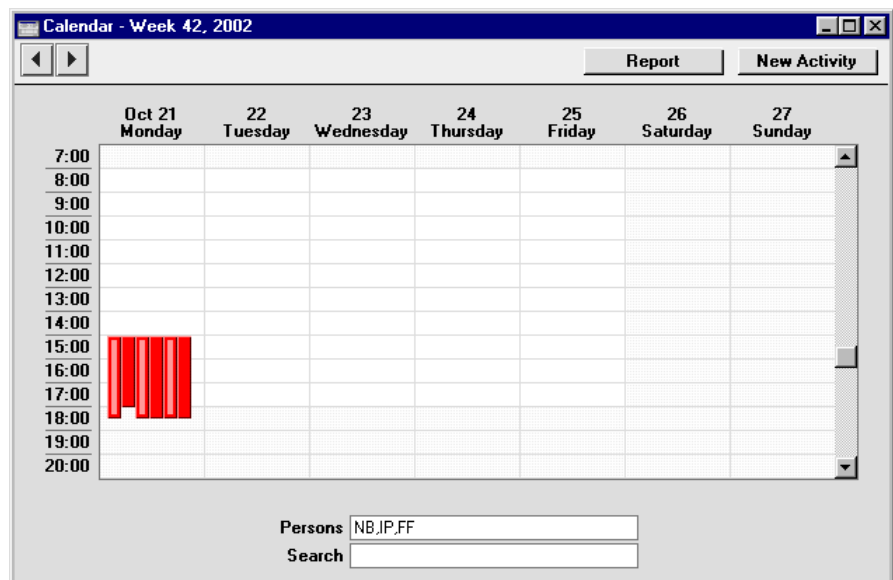 Calendar - Week 42, 2002
Report New Activity
Oct 21 22 23 24 25 26 27
Monday Tuesday Wednesday Thursday Friday Saturday Sunday
7:00
8:00
9:00
10:00
11:00
12:00
13:00
14:00
15:00
16:00
17:00
18:00
19:00
20:00
Persons NB,IP,FF
Search